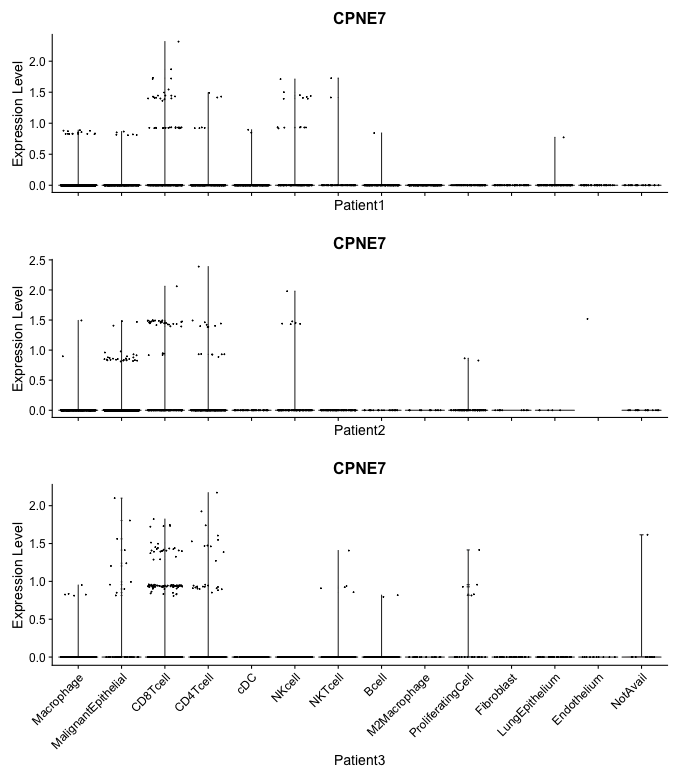 CPNE7
Expression Level
2.0
1.5
1.0
0.5
0.0
Patient1
CPNE7
Expression Level
2.5
2.0
1.5
1.0
0.5
0.0
Patient2
CPNE7
Expression Level
2.0
1.5
1.0
0.5
0.0
Macrophage
MalignantEpithelial
CD8Tcell
CD4Tcell
cDC
NKcell
NKTcell
Bcell
M2Macrophage
ProliferatingCell
Fibroblast
LungEpithelium
Endothelium
NotAvail
Patient3